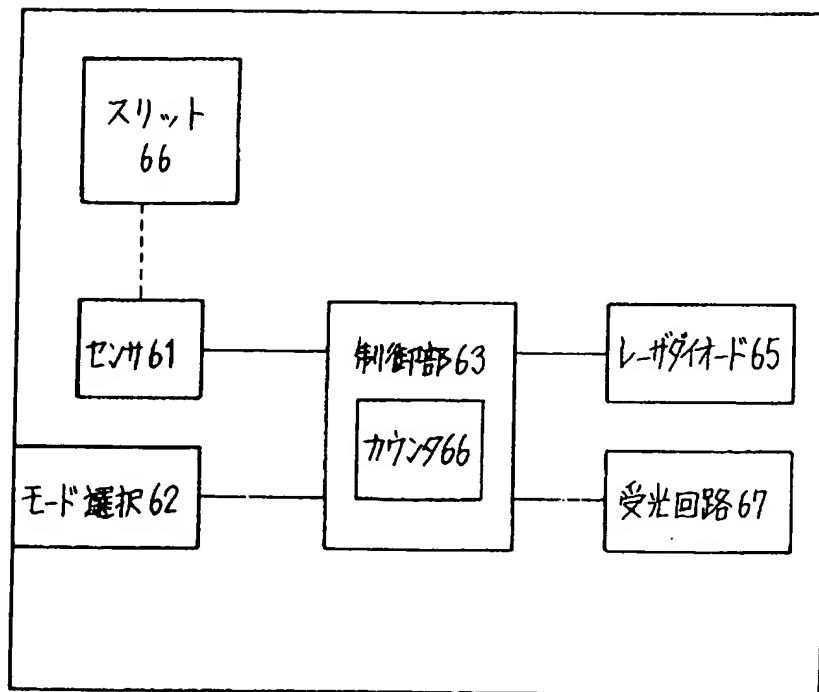 スリット
66
センサ61
制御部63
レーザダイオード65
カウンタ66
モード選択62
受光回路67